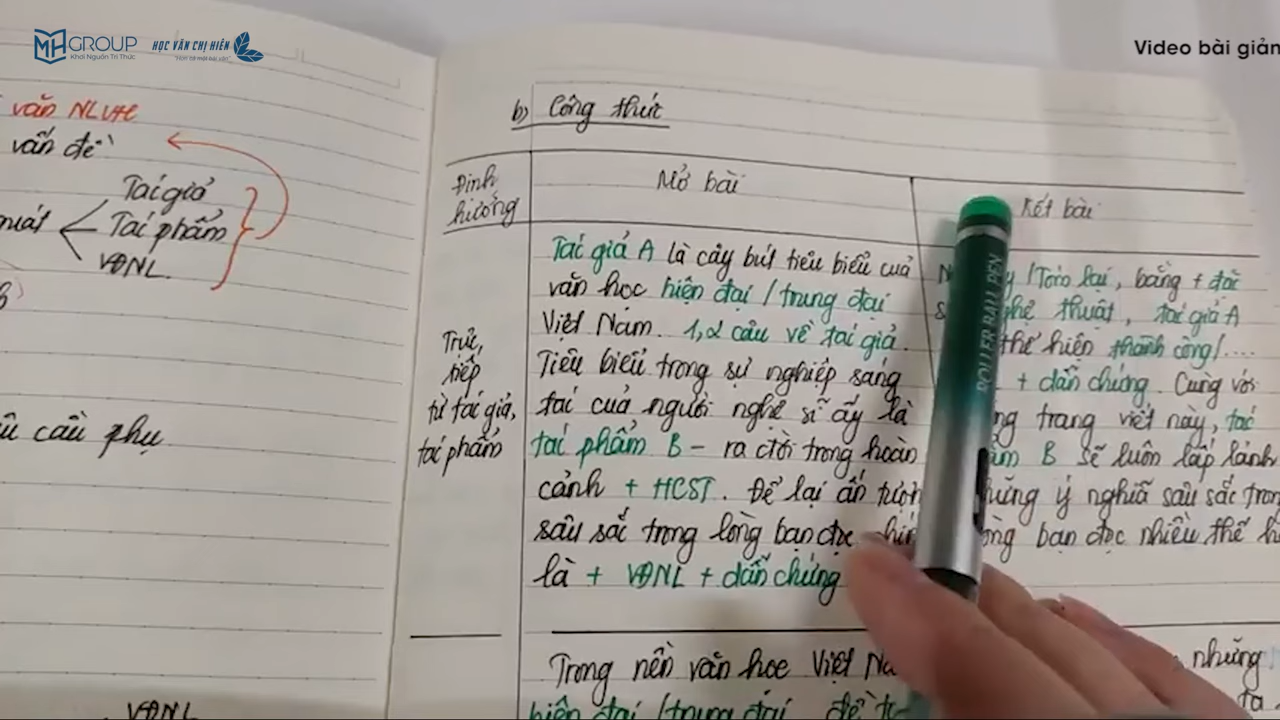 MH GROUP
Khơi Nguồn Tri Thức
HỌC VĂN CHỊ HIÊN
Video bài giản
văn NLVH
vấn đề
Tác giả
Tác phẩm
VĐNL
cầu phụ
VĐNL
b) Công thức
Định hướng
Mở bài
Kết bài
Trực tiếp từ tác giả, tác phẩm
Tác giả A là cây bút tiêu biểu của
văn học hiện đại / trung đại
Việt Nam. 1,2 câu về tác giả.
Tiêu biểu trong sự nghiệp sáng
tác của người nghệ sĩ ấy là
tác phẩm B - ra đời trong hoàn
cảnh + HCST. Để lại ấn tượn
sâu sắc trong lòng bạn đọc chín
là + VĐNL + dẫn chứng
/Tóm lại, bằng + đặc
thuật, tác giả A
thể hiện thành công/....
+ dẫn chứng. Cùng với
trang viết này, tác
B sẽ luôn lấp lánh
ý nghĩa sâu sắc tron
bạn đọc nhiều thế h
Trong nền văn học Việt Na
hiện đại / trung đại, đề t
những
ta
ROLLER BALL PEN